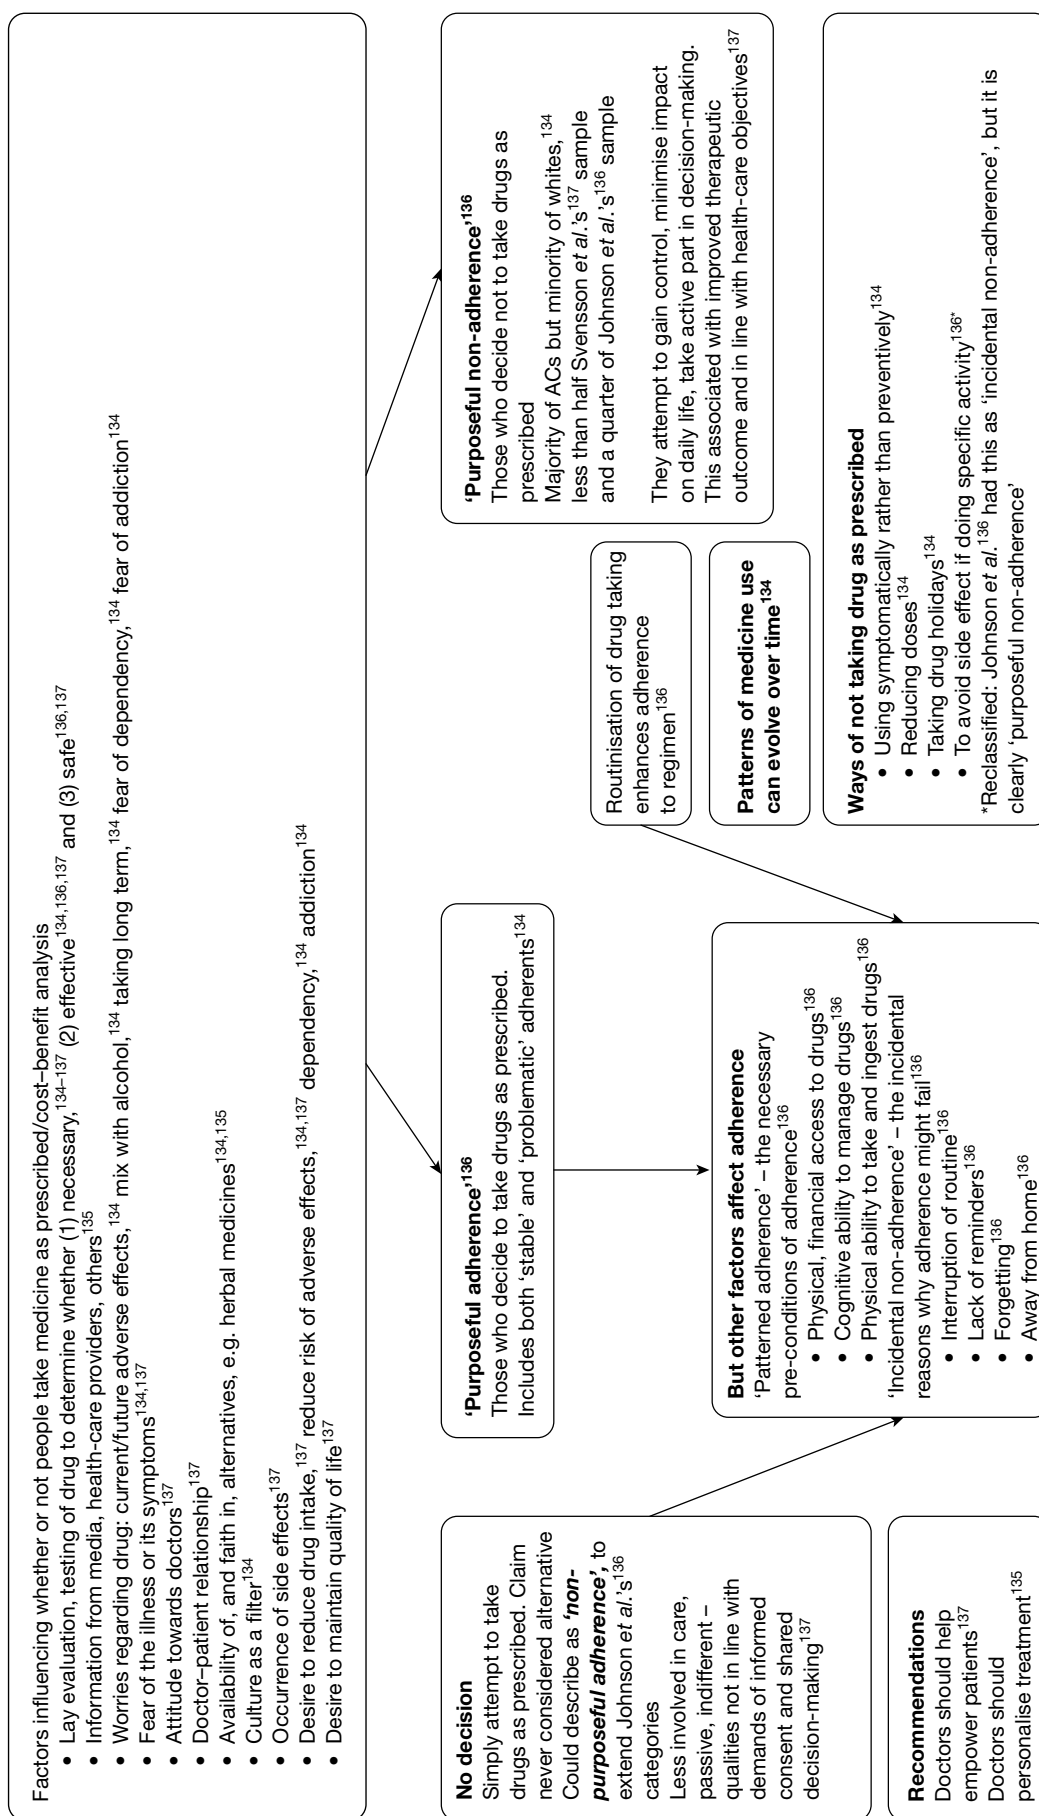 Factors influencing whether or not people take medicine as prescribed/cost–benefit analysis
• Lay evaluation, testing of drug to determine whether (1) necessary,134–137 (2) effective134,136,137 and (3) safe136,137
• Information from media, health-care providers, others135
• Worries regarding drug: current/future adverse effects,134 mix with alcohol,134 taking long term,134 fear of dependency,134 fear of addiction134
• Fear of the illness or its symptoms134,137
• Attitude towards doctors137
• Doctor–patient relationship137
• Availability of, and faith in, alternatives, e.g. herbal medicines134,135
• Culture as a filter134
• Occurrence of side effects137
• Desire to reduce drug intake,137 reduce risk of adverse effects,134,137 dependency,134 addiction134
• Desire to maintain quality of life137
No decision
Simply attempt to take
drugs as prescribed. Claim
never considered alternative
Could describe as ‘non-
purposeful adherence’, to
extend Johnson et al.’s136
categories
Less involved in care,
passive, indifferent –
qualities not in line with
demands of informed
consent and shared
decision-making137
Recommendations
Doctors should help
empower patients137
Doctors should
personalise treatment135
‘Purposeful adherence’136
Those who decide to take drugs as prescribed.
Includes both ‘stable’ and ‘problematic’ adherents134
But other factors affect adherence
‘Patterned adherence’ – the necessary
pre-conditions of adherence136
• Physical, financial access to drugs136
• Cognitive ability to manage drugs136
• Physical ability to take and ingest drugs136
‘Incidental non-adherence’ – the incidental
reasons why adherence might fail136
• Interruption of routine136
• Lack of reminders136
• Forgetting136
• Away from home136
Routinisation of drug taking
enhances adherence
to regimen136
Patterns of medicine use
can evolve over time134
‘Purposeful non-adherence’136
Those who decide not to take drugs as
prescribed
Majority of ACs but minority of whites,134
less than half Svensson et al.’s137 sample
and a quarter of Johnson et al.’s136 sample
They attempt to gain control, minimise impact
on daily life, take active part in decision-making.
This associated with improved therapeutic
outcome and in line with health-care objectives137
Ways of not taking drug as prescribed
• Using symptomatically rather than preventively134
• Reducing doses134
• Taking drug holidays134
• To avoid side effect if doing specific activity136*
*Reclassified: Johnson et al.136 had this as ‘incidental non-adherence’, but it is
clearly ‘purposeful non-adherence’